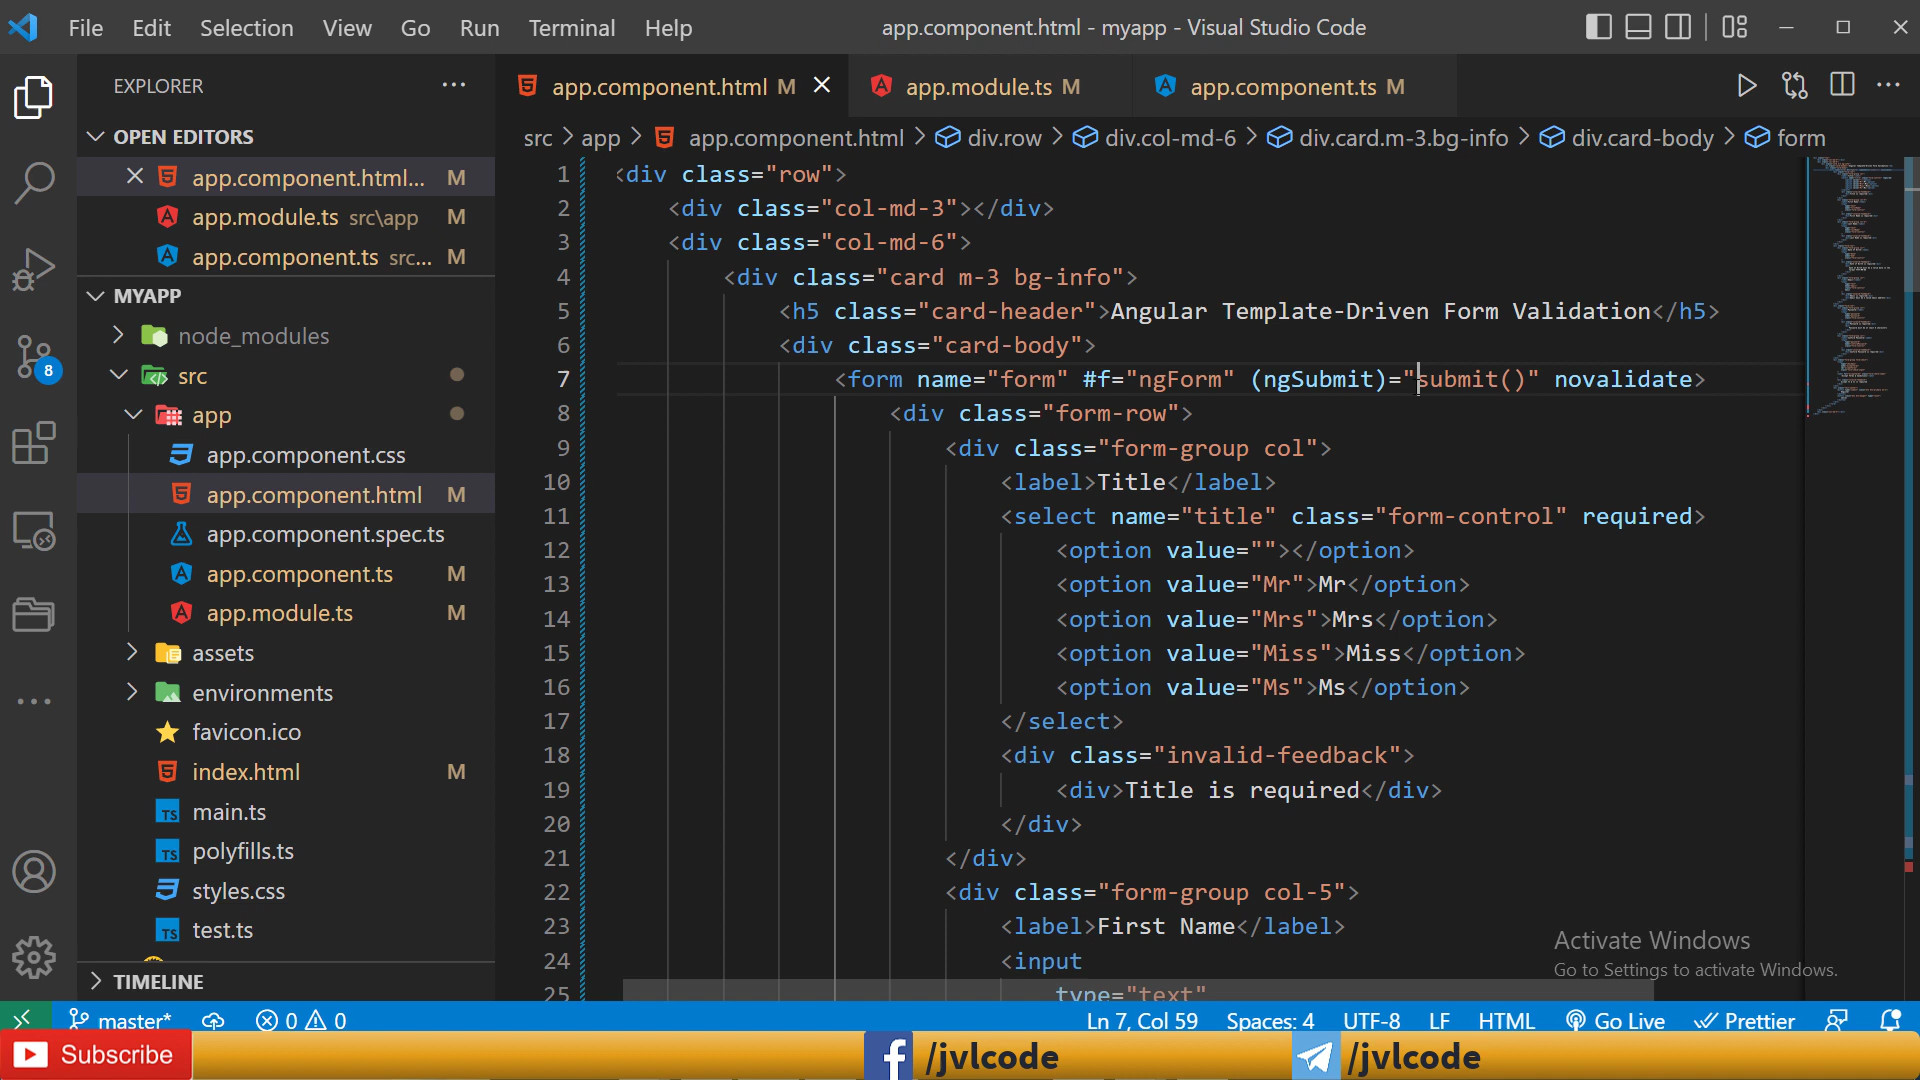 File Edit Selection View Go Run Terminal Help
app.component.html - myapp - Visual Studio Code
EXPLORER
OPEN EDITORS
app.component.html... M
app.module.ts src\app M
app.component.ts src... M
MYAPP
node_modules
src
app
app.component.css
app.component.html M
app.component.spec.ts
app.component.ts M
app.module.ts M
assets
environments
favicon.ico
index.html M
main.ts
polyfills.ts
styles.css
test.ts
TIMELINE
8
app.component.html M
app.module.ts M
app.component.ts M
src > app > app.component.html > div.row > div.col-md-6 > div.card.m-3.bg-info > div.card-body > form
1 <div class="row">
2 <div class="col-md-3"></div>
3 <div class="col-md-6">
4 <div class="card m-3 bg-info">
5 <h5 class="card-header">Angular Template-Driven Form Validation</h5>
6 <div class="card-body">
7 <form name="form" #f="ngForm" (ngSubmit)="submit()" novalidate>
8 <div class="form-row">
9 <div class="form-group col">
10 <label>Title</label>
11 <select name="title" class="form-control" required>
12 <option value=""></option>
13 <option value="Mr">Mr</option>
14 <option value="Mrs">Mrs</option>
15 <option value="Miss">Miss</option>
16 <option value="Ms">Ms</option>
17 </select>
18 <div class="invalid-feedback">
19 <div>Title is required</div>
20 </div>
21 </div>
22 <div class="form-group col-5">
23 <label>First Name</label>
24 <input
25 type="text"
Activate Windows
Go to Settings to activate Windows.
master* 0 0 Ln 7, Col 59 Spaces: 4 UTF-8 LF HTML Go Live Prettier
Subscribe /jvlcode /jvlcode